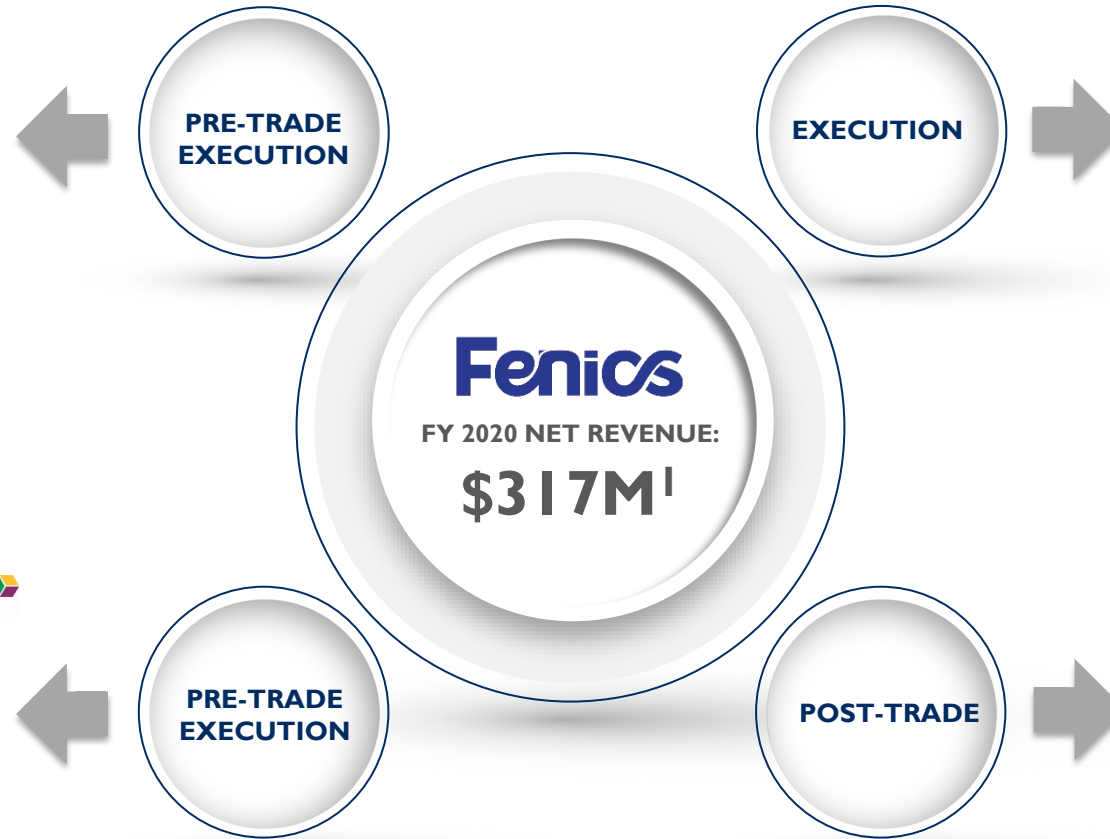 PRE-TRADE
EXECUTION
EXECUTION
Fenics
FY 2020 NET REVENUE:
$317M¹
PRE-TRADE
EXECUTION
POST-TRADE